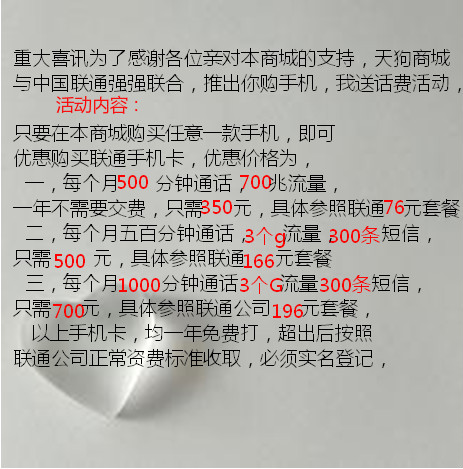 重大喜讯为了感谢各位亲对本商城的支持，天狗商城
与中国联通强强联合，推出你购手机，我送话费活动，
活动内容：
只要在本商城购买任意一款手机，即可
优惠购买联通手机卡，优惠价格为，
一，每个月500 分钟通话，700兆流量，
一年不需要交费，只需350元，具体参照联通76元套餐
二，每个月五百分钟通话，3个g流量，300条短信，
只需500 元，具体参照联通166元套餐
三，每个月1000分钟通话3个G流量300条短信，
只需700元，具体参照联通公司196元套餐，
以上手机卡，均一年免费打，超出后按照
联通公司正常资费标准收取，必须实名登记，